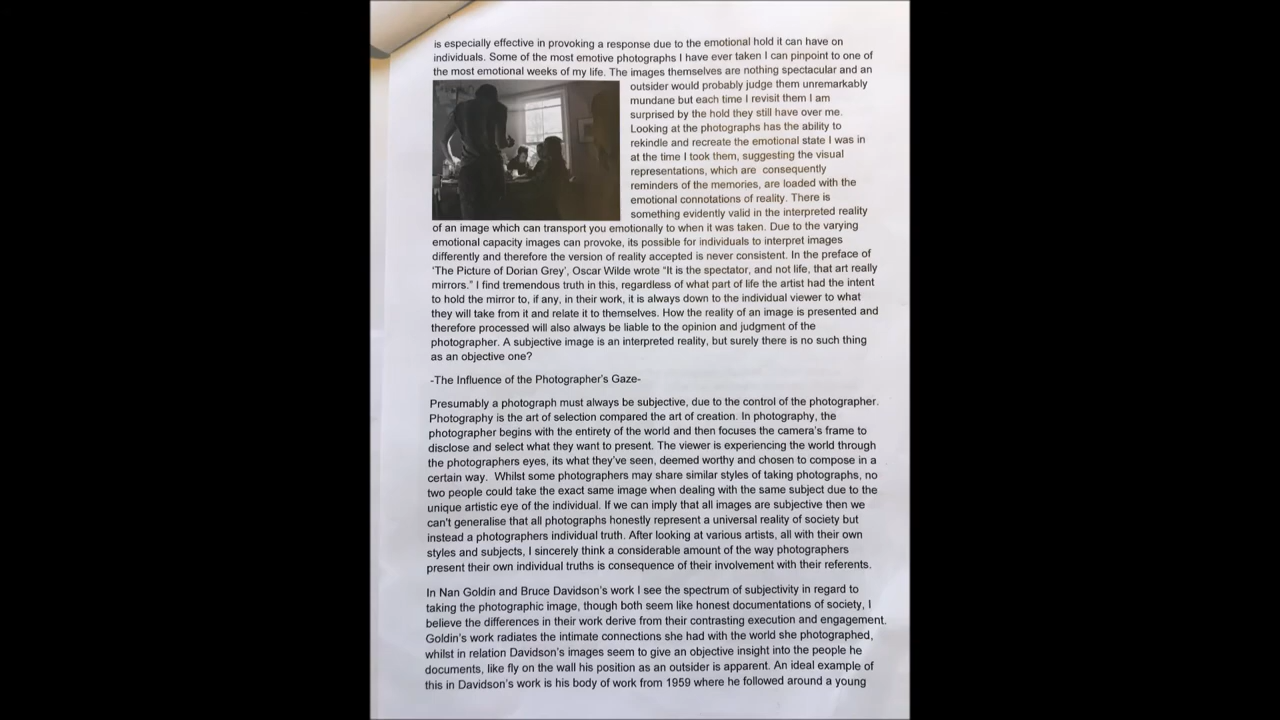 is especially effective in provoking a response due to the emotional hold it can have on
individuals. Some of the most emotive photographs I have ever taken I can pinpoint to one of
the most emotional weeks of my life. The images themselves are nothing spectacular and an
outsider would probably judge them unremarkably
mundane but each time I revisit them I am
surprised by the hold they still have over me.
Looking at the photographs has the ability to
rekindle and recreate the emotional state I was in
at the time I took them, suggesting the visual
representations, which are consequently
reminders of the memories, are loaded with the
emotional connotations of reality. There is
something evidently valid in the interpreted reality
of an image which can transport you emotionally to when it was taken. Due to the varying
emotional capacity images can provoke, its possible for individuals to interpret images
differently and therefore the version of reality accepted is never consistent. In the preface of
'The Picture of Dorian Grey', Oscar Wilde wrote "It is the spectator, and not life, that art really
mirrors." I find tremendous truth in this, regardless of what part of life the artist had the intent
to hold the mirror to, if any, in their work, it is always down to the individual viewer to what
they will take from it and relate it to themselves. How the reality of an image is presented and
therefore processed will also always be liable to the opinion and judgment of the
photographer. A subjective image is an interpreted reality, but surely there is no such thing
as an objective one?
-The Influence of the Photographer's Gaze-
Presumably a photograph must always be subjective, due to the control of the photographer.
Photography is the art of selection compared the art of creation. In photography, the
photographer begins with the entirety of the world and then focuses the camera's frame to
disclose and select what they want to present. The viewer is experiencing the world through
the photographers eyes, its what they've seen, deemed worthy and chosen to compose in a
certain way. Whilst some photographers may share similar styles of taking photographs, no
two people could take the exact same image when dealing with the same subject due to the
unique artistic eye of the individual. If we can imply that all images are subjective then we
can't generalise that all photographs honestly represent a universal reality of society but
instead a photographers individual truth. After looking at various artists, all with their own
styles and subjects, I sincerely think a considerable amount of the way photographers
present their own individual truths is consequence of their involvement with their referents.
In Nan Goldin and Bruce Davidson's work I see the spectrum of subjectivity in regard to
taking the photographic image, though both seem like honest documentations of society, I
believe the differences in their work derive from their contrasting execution and engagement.
Goldin's work radiates the intimate connections she had with the world she photographed,
whilst in relation Davidson's images seem to give an objective insight into the people he
documents, like fly on the wall his position as an outsider is apparent. An ideal example of
this in Davidson's work is his body of work from 1959 where he followed around a young